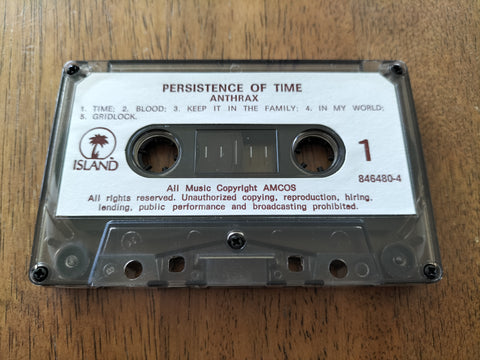 PERSISTENCE OF TIME
ANTHRAX
1. TIME; 2. BLOOD; 3. KEEP IT IN THE FAMILY; 4. IN MY WORLD;
5. GRIDLOCK.
ISLAND
1
846480-4
All Music Copyright AMCOS
All rights reserved. Unauthorized copying, reproduction, hiring,
lending, public performance and broadcasting prohibited.